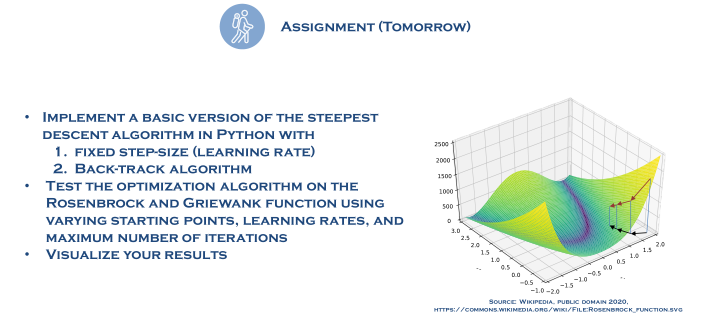 Assignment (Tomorrow)
• Implement a basic version of the steepest
descent algorithm in Python with
1. fixed step-size (learning rate)
2. Back-track algorithm
• Test the optimization algorithm on the
Rosenbrock and Griewank function using
varying starting points, learning rates, and
maximum number of iterations
• Visualize your results
2500
2000
1500
1000
500
0
3.0
2.5
2.0
1.5
1.0
0.5
0.0
-0.5
-1.0
-2.0
-1.5
-1.0
-0.5
0.0
0.5
1.0
1.5
2.0
Source: Wikipedia, public domain 2020,
https://commons.wikimedia.org/wiki/File:Rosenbrock_function.svg